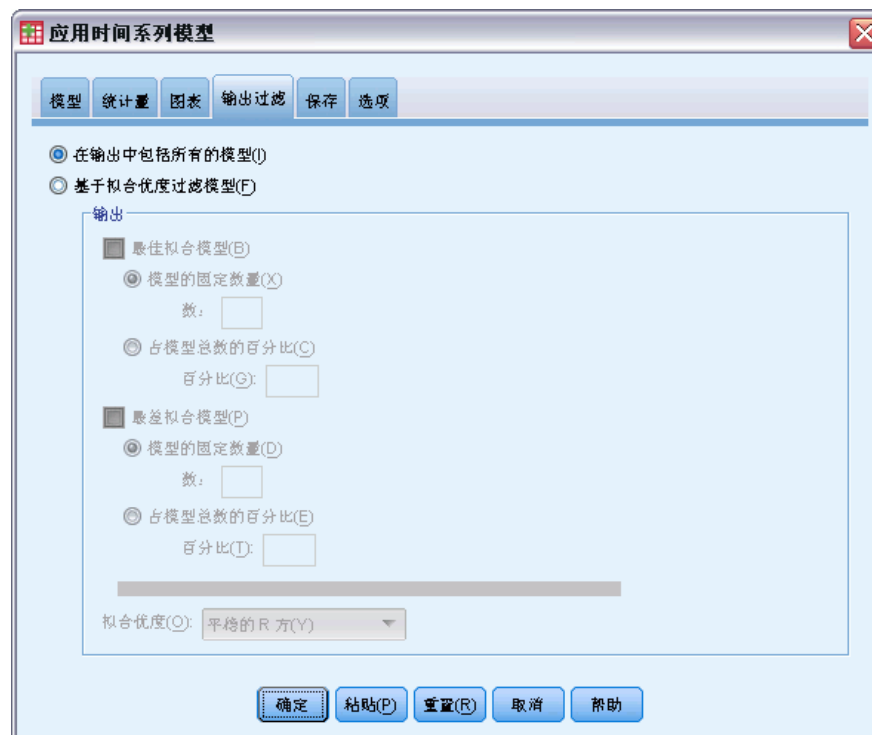 应用时间系列模型
模型 统计量 图表 输出过滤 保存 选项
在输出中包括所有的模型(I)
基于拟合优度过滤模型(F)
输出
最佳拟合模型(B)
模型的固定数量(X)
数:
占模型总数的百分比(C)
百分比(G):
最差拟合模型(P)
模型的固定数量(D)
数:
占模型总数的百分比(E)
百分比(T):
拟合优度(O): 平稳的 R 方(Y)
确定 粘贴(P) 重置(R) 取消 帮助